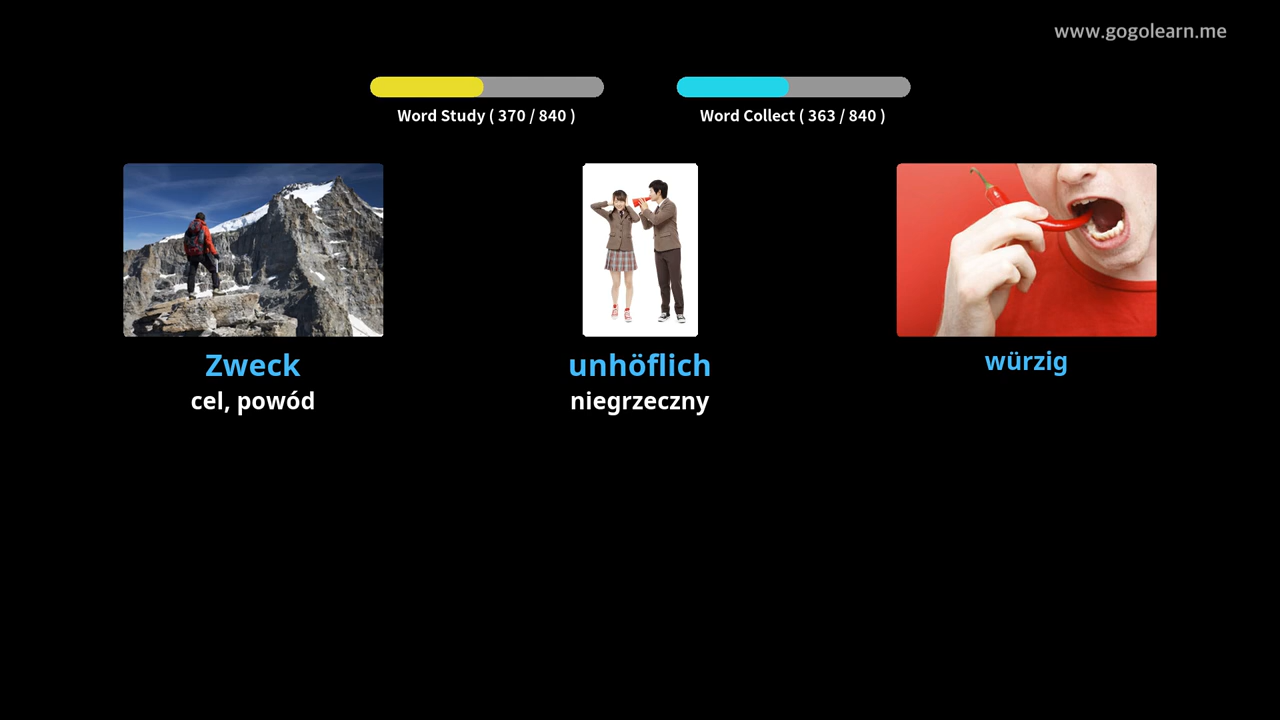 www.gogolearn.me
Word Study ( 370 / 840 )
Word Collect ( 363 / 840 )
Zweck
cel, powód
unhöflich
niegrzeczny
würzig